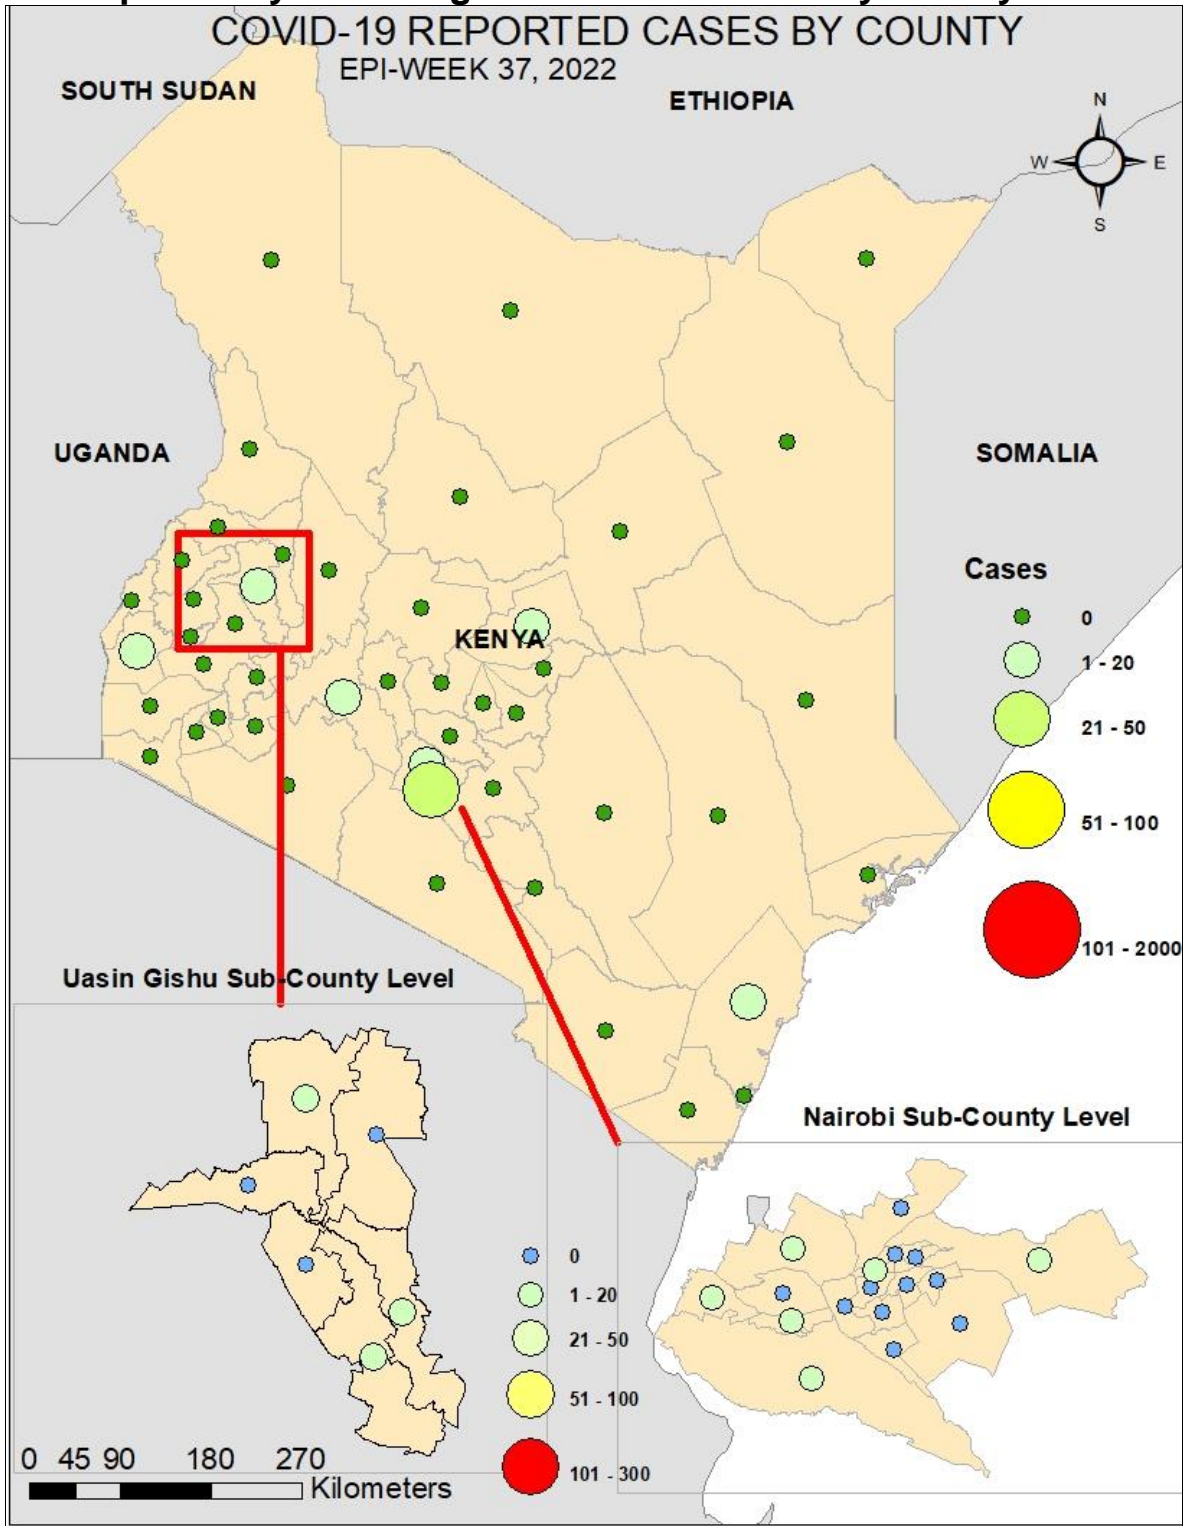 COVID-19 REPORTED CASES BY COUNTY
EPI-WEEK 37, 2022
SOUTH SUDAN
ETHIOPIA
N
W
E
S
UGANDA
SOMALIA
KENYA
Cases
0
1 - 20
21 - 50
51 - 100
101 - 2000
Uasin Gishu Sub-County Level
Nairobi Sub-County Level
0
1 - 20
21 - 50
51 - 100
101 - 300
0 45 90 180 270
Kilometers